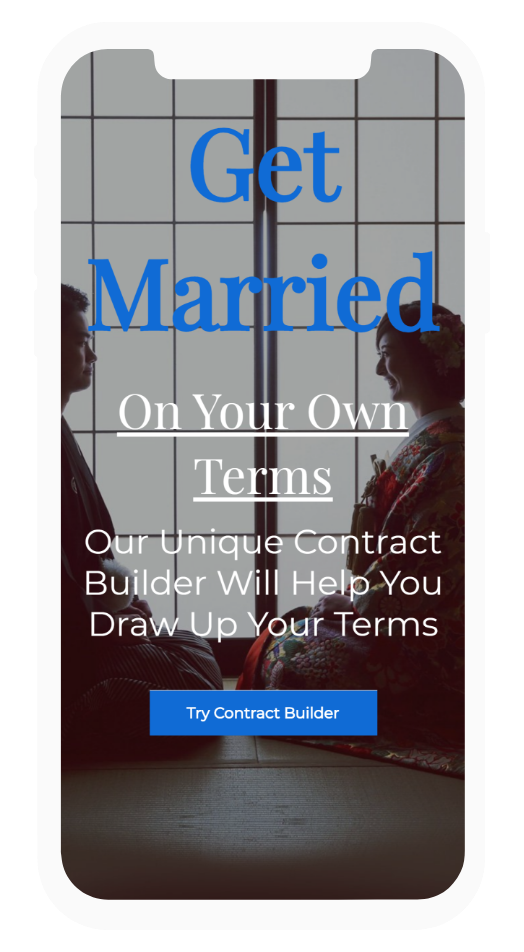 Get
Married
On Your Own
Terms
Our Unique Contract
Builder Will Help You
Draw Up Your Terms
Try Contract Builder